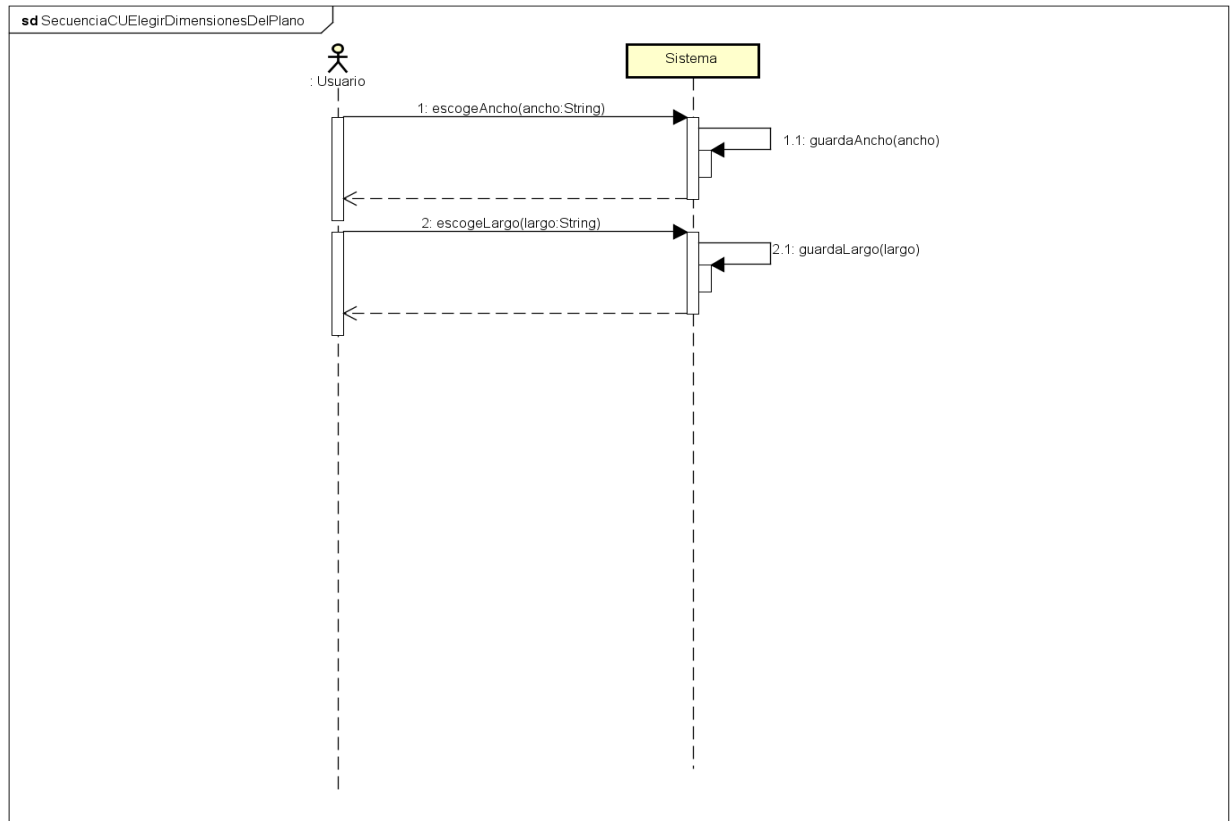 sd SecuenciaCUElegirDimensionesDelPlano
: Usuario
Sistema
1: escogeAncho(ancho:String)
1.1: guardaAncho(ancho)
2: escogeLargo(largo:String)
2.1: guardaLargo(largo)